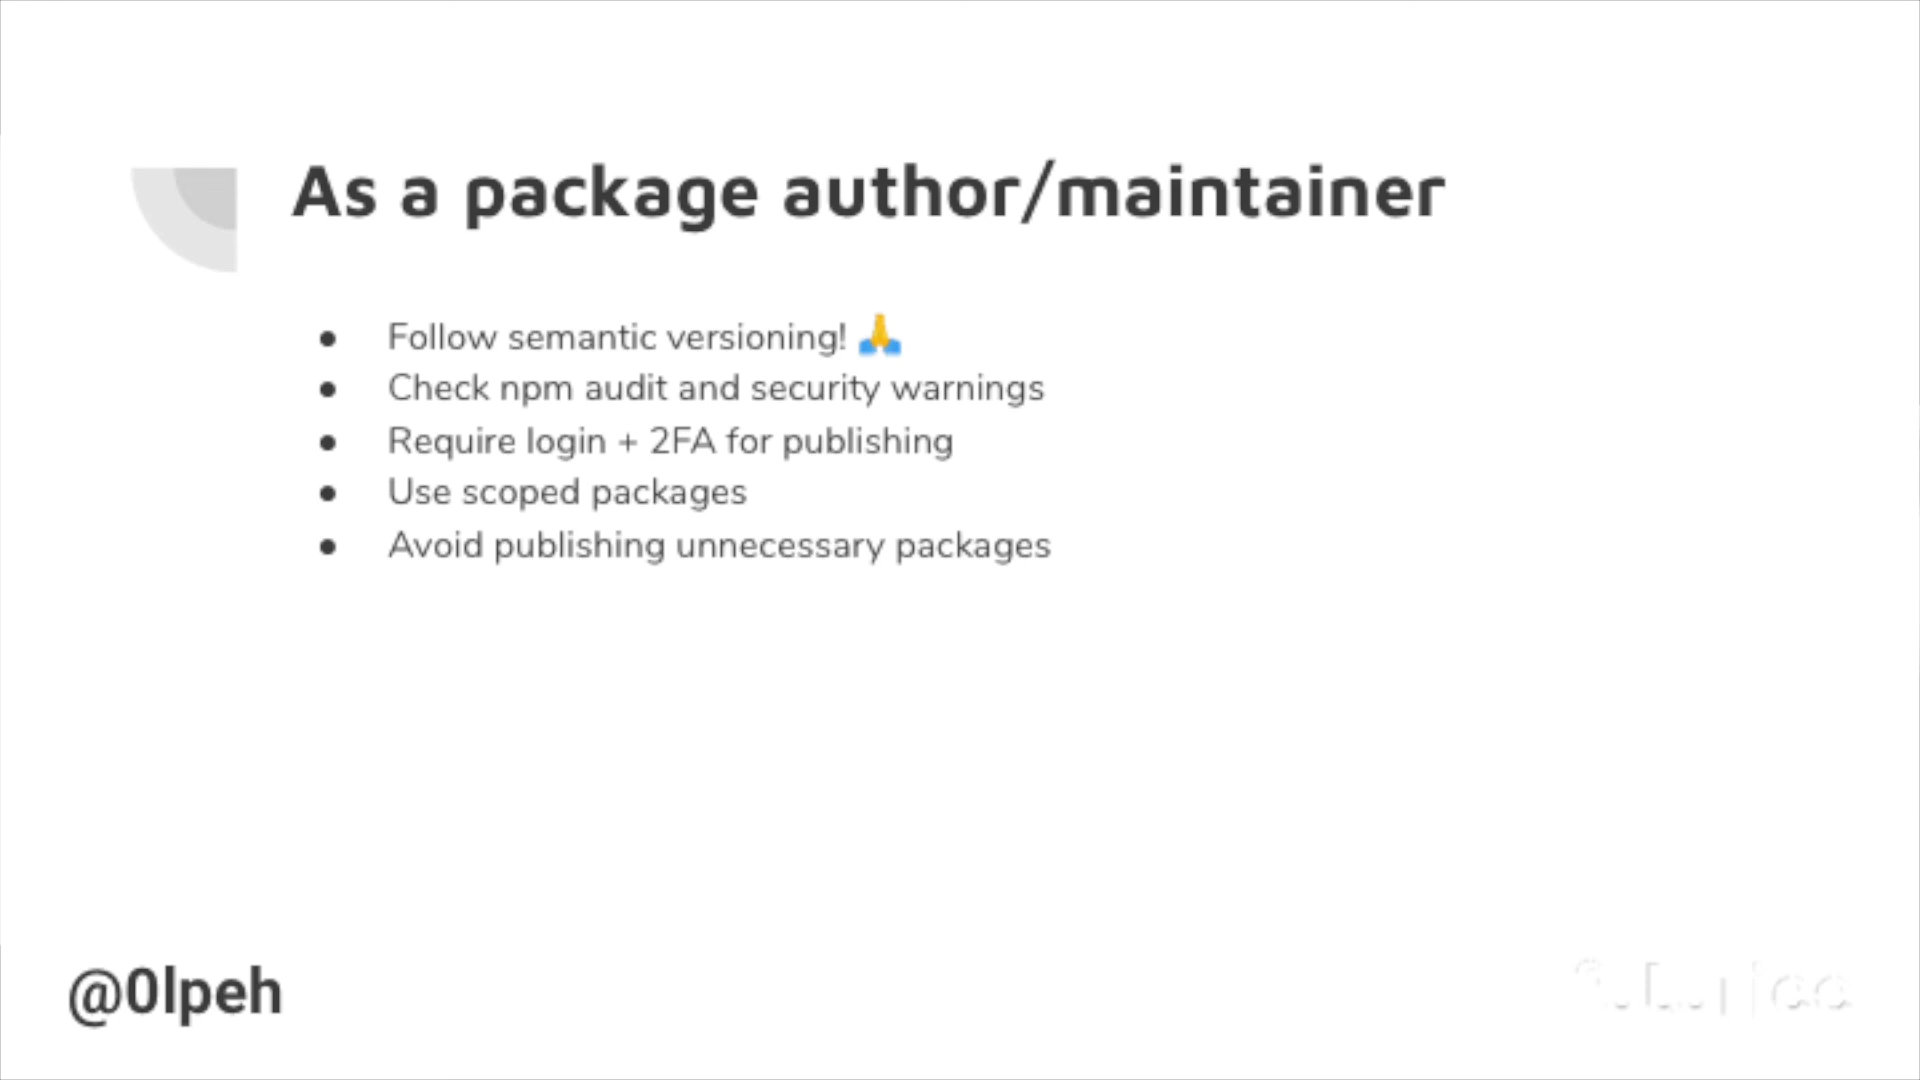 As a package author/maintainer
● Follow semantic versioning! 🙏
● Check npm audit and security warnings
● Require login + 2FA for publishing
● Use scoped packages
● Avoid publishing unnecessary packages
@0lpeh